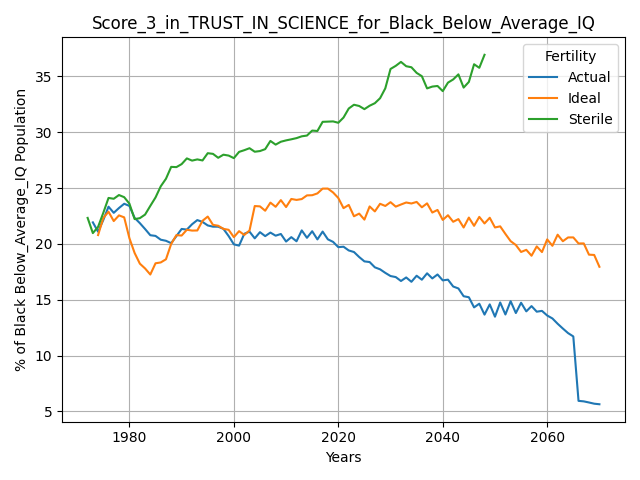 Score_3_in_TRUST_IN_SCIENCE_for_Black_Below_Average_IQ
% of Black Below_Average_IQ Population
35
30
25
20
15
10
5
Fertility
Actual
Ideal
Sterile
1980
2000
2020
2040
2060
Years